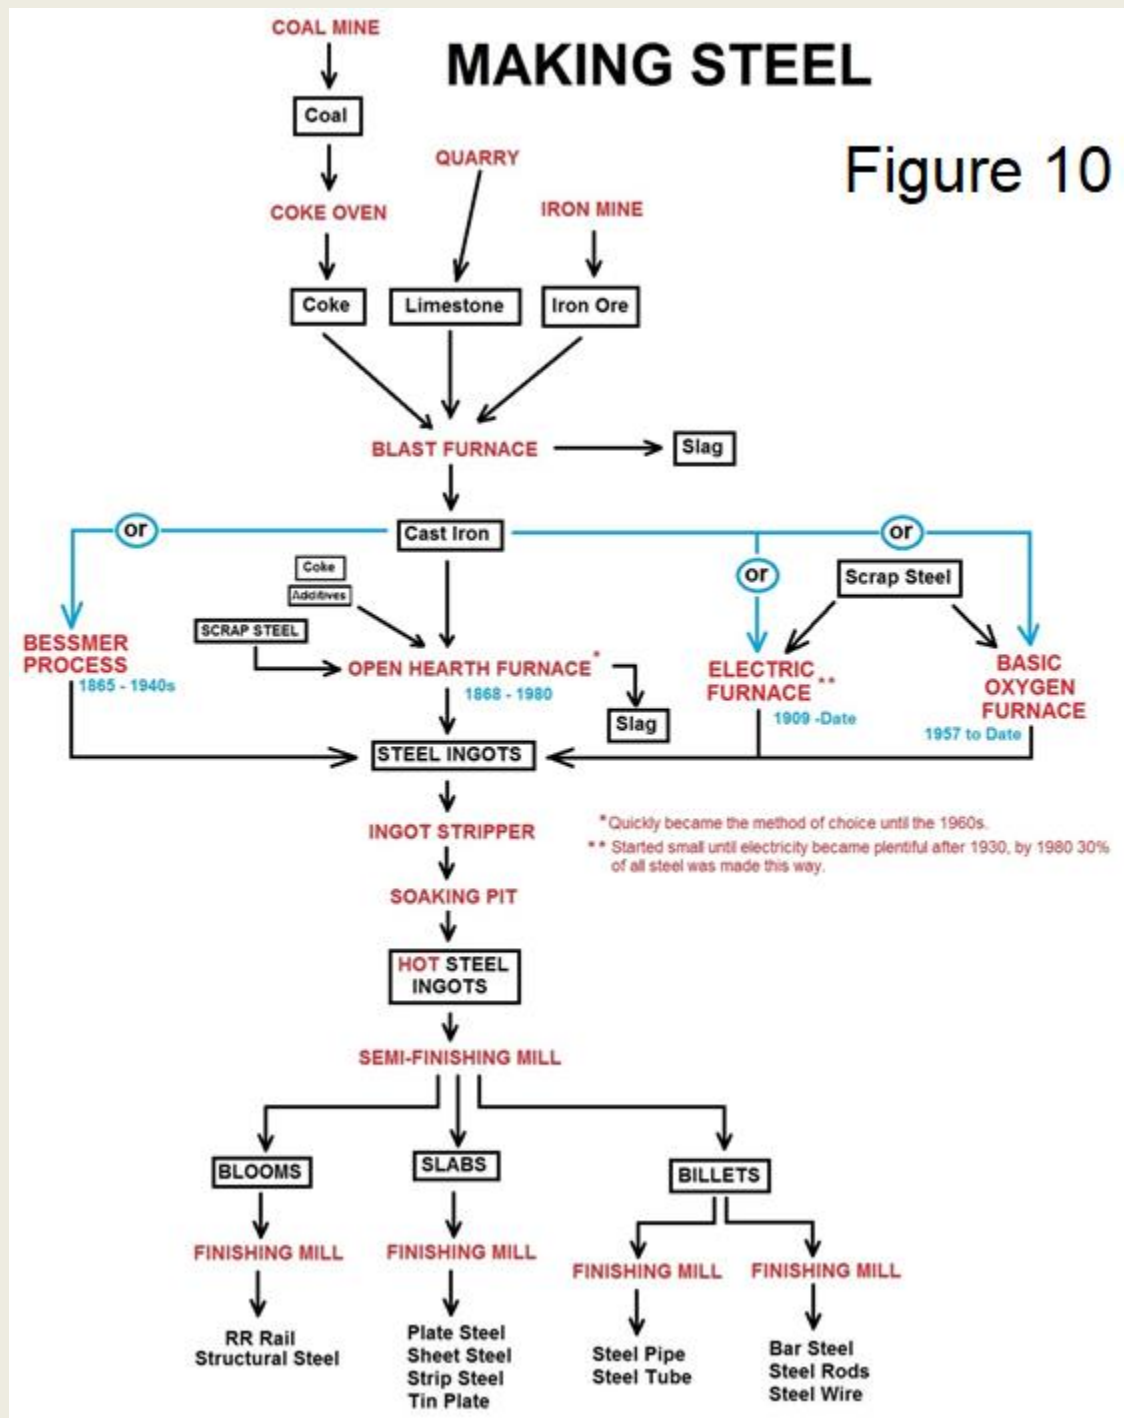 COAL MINE
MAKING STEEL
Coal
Figure 10
QUARRY
COKE OVEN
IRON MINE
Coke
Limestone
Iron Ore
BLAST FURNACE
Slag
or
Cast Iron
or
Coke
or
Scrap Steel
Additives
SCRAP STEEL
BESSMER
PROCESS
1865 - 1940s
OPEN HEARTH FURNACE*
1868 - 1980
ELECTRIC
FURNACE**
1909 -Date
BASIC
OXYGEN
FURNACE
1957 to Date
Slag
STEEL INGOTS
INGOT STRIPPER
* Quickly became the method of choice until the 1960s.
** Started small until electricity became plentiful after 1930, by 1980 30%
of all steel was made this way.
SOAKING PIT
HOT STEEL
INGOTS
SEMI-FINISHING MILL
BLOOMS
SLABS
BILLETS
FINISHING MILL
FINISHING MILL
FINISHING MILL
FINISHING MILL
RR Rail
Structural Steel
Plate Steel
Sheet Steel
Strip Steel
Tin Plate
Steel Pipe
Steel Tube
Bar Steel
Steel Rods
Steel Wire